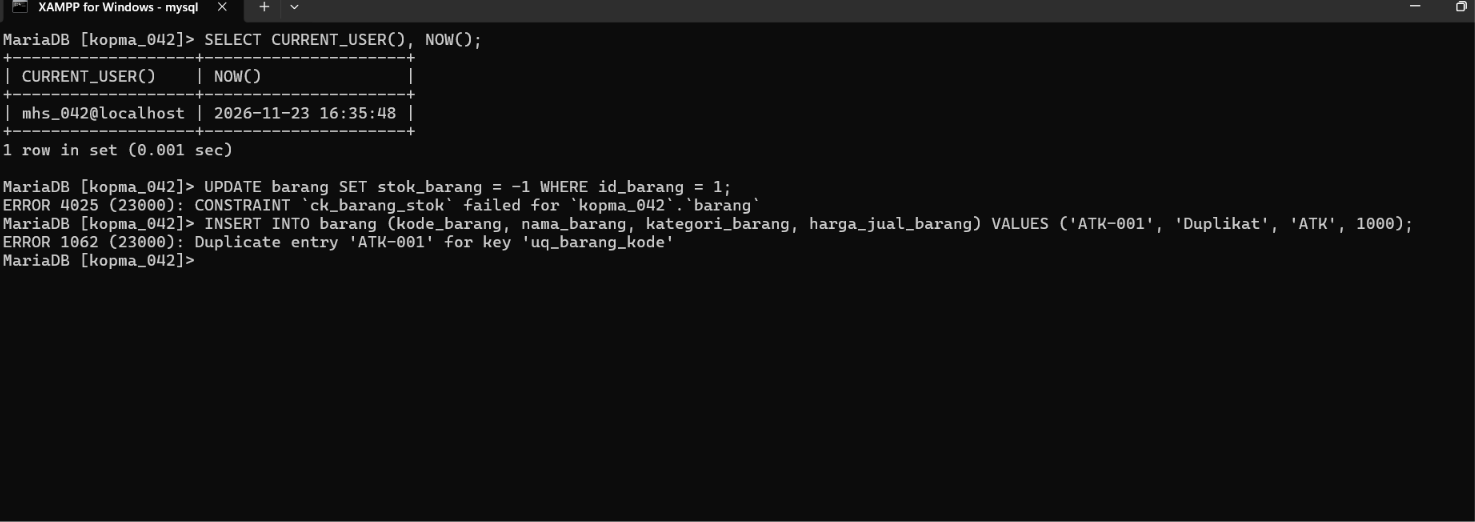 XAMPP for Windows - mysql
MariaDB [kopma_042]> SELECT CURRENT_USER(), NOW();
+-------------------+---------------------+
| CURRENT_USER()    | NOW()               |
+-------------------+---------------------+
| mhs_042@localhost | 2026-11-23 16:35:48 |
+-------------------+---------------------+
1 row in set (0.001 sec)
MariaDB [kopma_042]> UPDATE barang SET stok_barang = -1 WHERE id_barang = 1;
ERROR 4025 (23000): CONSTRAINT `ck_barang_stok` failed for `kopma_042`.`barang`
MariaDB [kopma_042]> INSERT INTO barang (kode_barang, nama_barang, kategori_barang, harga_jual_barang) VALUES ('ATK-001', 'Duplikat', 'ATK', 1000);
ERROR 1062 (23000): Duplicate entry 'ATK-001' for key 'uq_barang_kode'
MariaDB [kopma_042]>